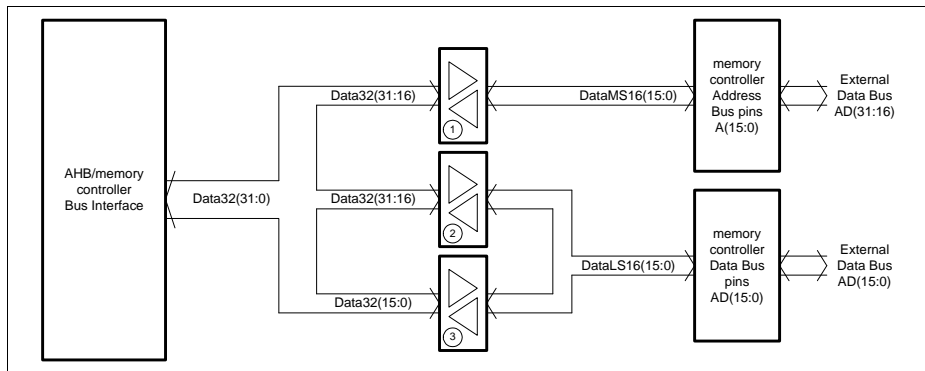 AHB/memory
controller
Bus Interface
Data32(31:0)
Data32(31:16)
1
DataMS16(15:0)
memory
controller
Address
Bus pins
A(15:0)
External
Data Bus
AD(31:16)
Data32(31:16)
2
Data32(15:0)
3
DataLS16(15:0)
memory
controller
Data Bus
pins
AD(15:0)
External
Data Bus
AD(15:0)